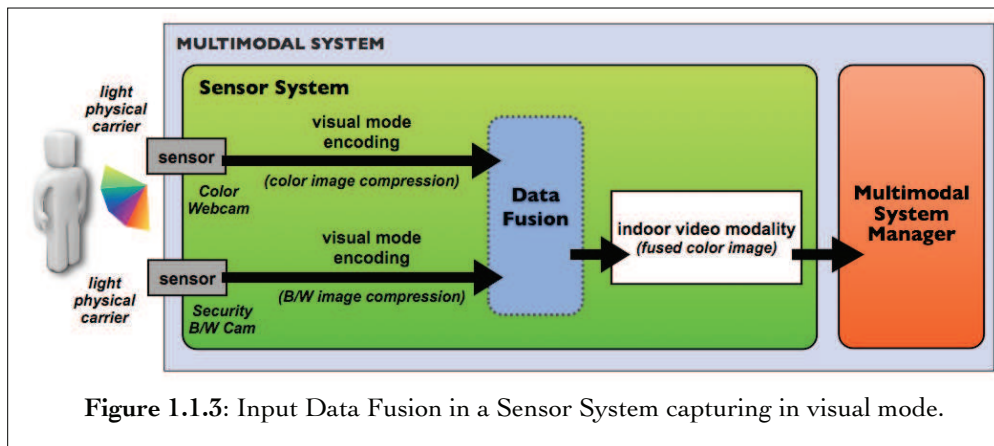 MULTIMODAL SYSTEM
Sensor System
light
physical
carrier
visual mode
encoding
sensor
(color image compression)
Color
Webcam
Data
Fusion
indoor video modality
(fused color image)
Multimodal
System
Manager
visual mode
encoding
sensor
(B/W image compression)
light
physical
carrier
Security
B/W Cam
Figure 1.1.3: Input Data Fusion in a Sensor System capturing in visual mode.